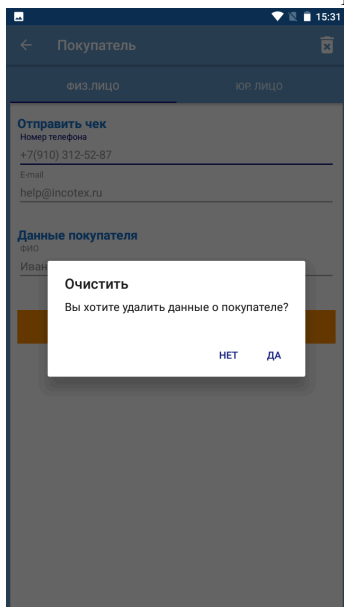 15:31
Покупатель
ФИЗ.ЛИЦО
ЮР. ЛИЦО
Отправить чек
Номер телефона
+7(910) 312-52-87
E-mail
help@incotex.ru
Данные покупателя
ФИО
Иван
Очистить
Вы хотите удалить данные о покупателе?
НЕТ
ДА